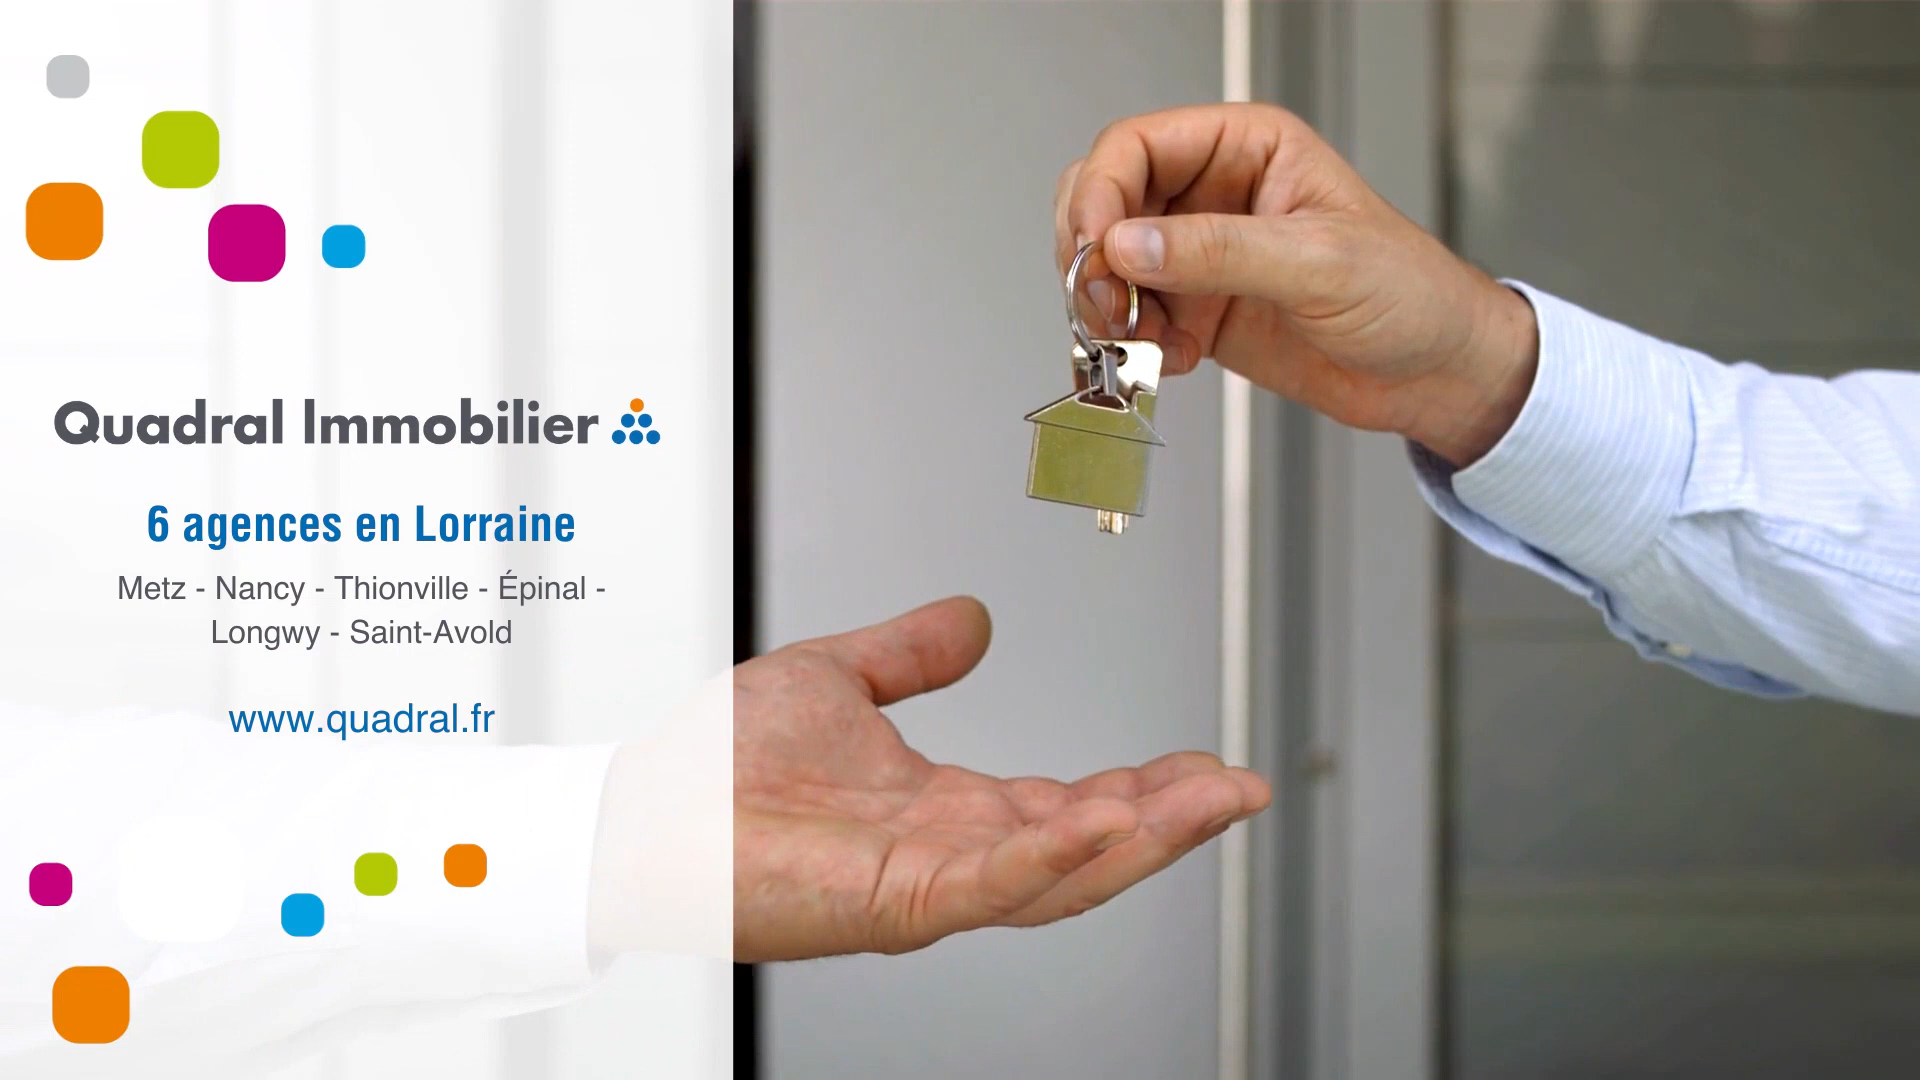 Quadral Immobilier
6 agences en Lorraine
Metz - Nancy - Thionville - Épinal -
Longwy - Saint-Avold
www.quadral.fr